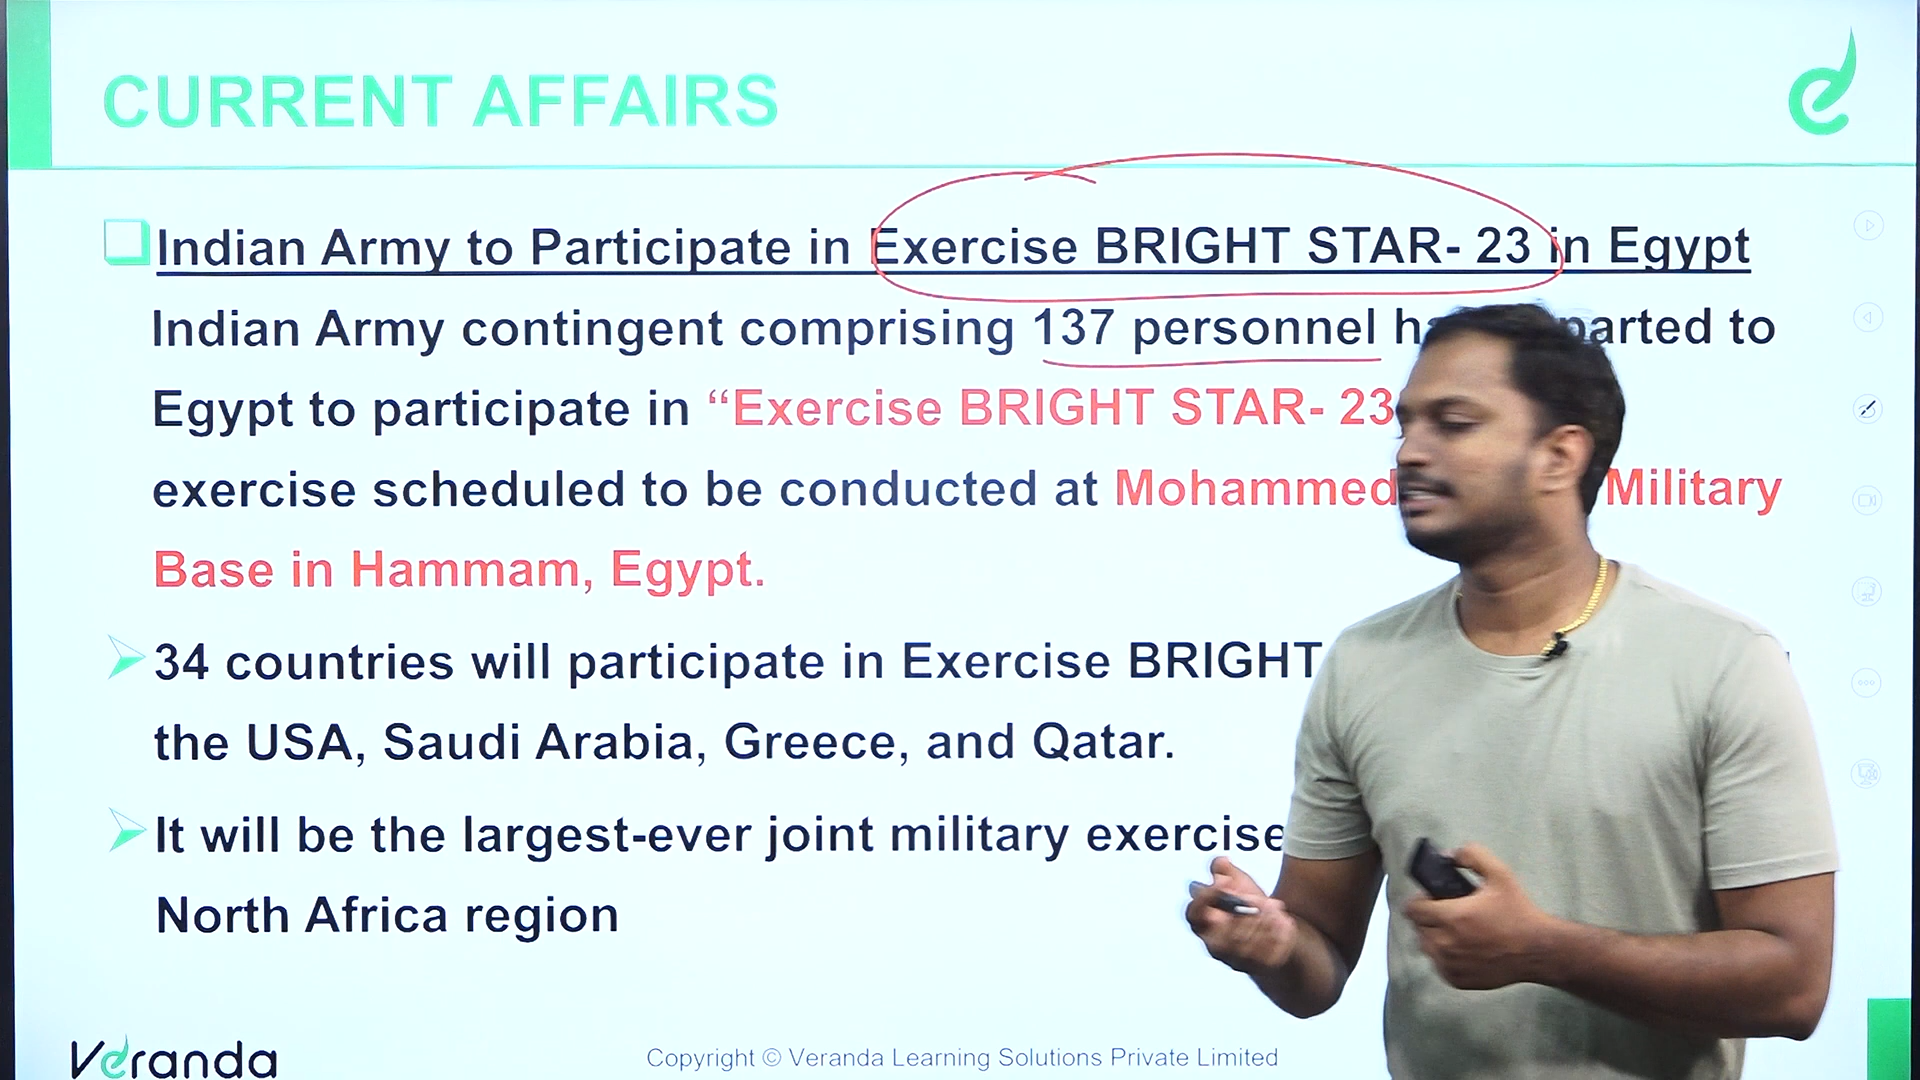 CURRENT AFFAIRS
Indian Army to Participate in Exercise BRIGHT STAR- 23 in Egypt
Indian Army contingent comprising 137 personnel parted to
Egypt to participate in “Exercise BRIGHT STAR- 23
exercise scheduled to be conducted at Mohammed Military
Base in Hammam, Egypt.
34 countries will participate in Exercise BRIGHT
the USA, Saudi Arabia, Greece, and Qatar.
It will be the largest-ever joint military exercise
North Africa region
Veranda
Copyright © Veranda Learning Solutions Private Limited